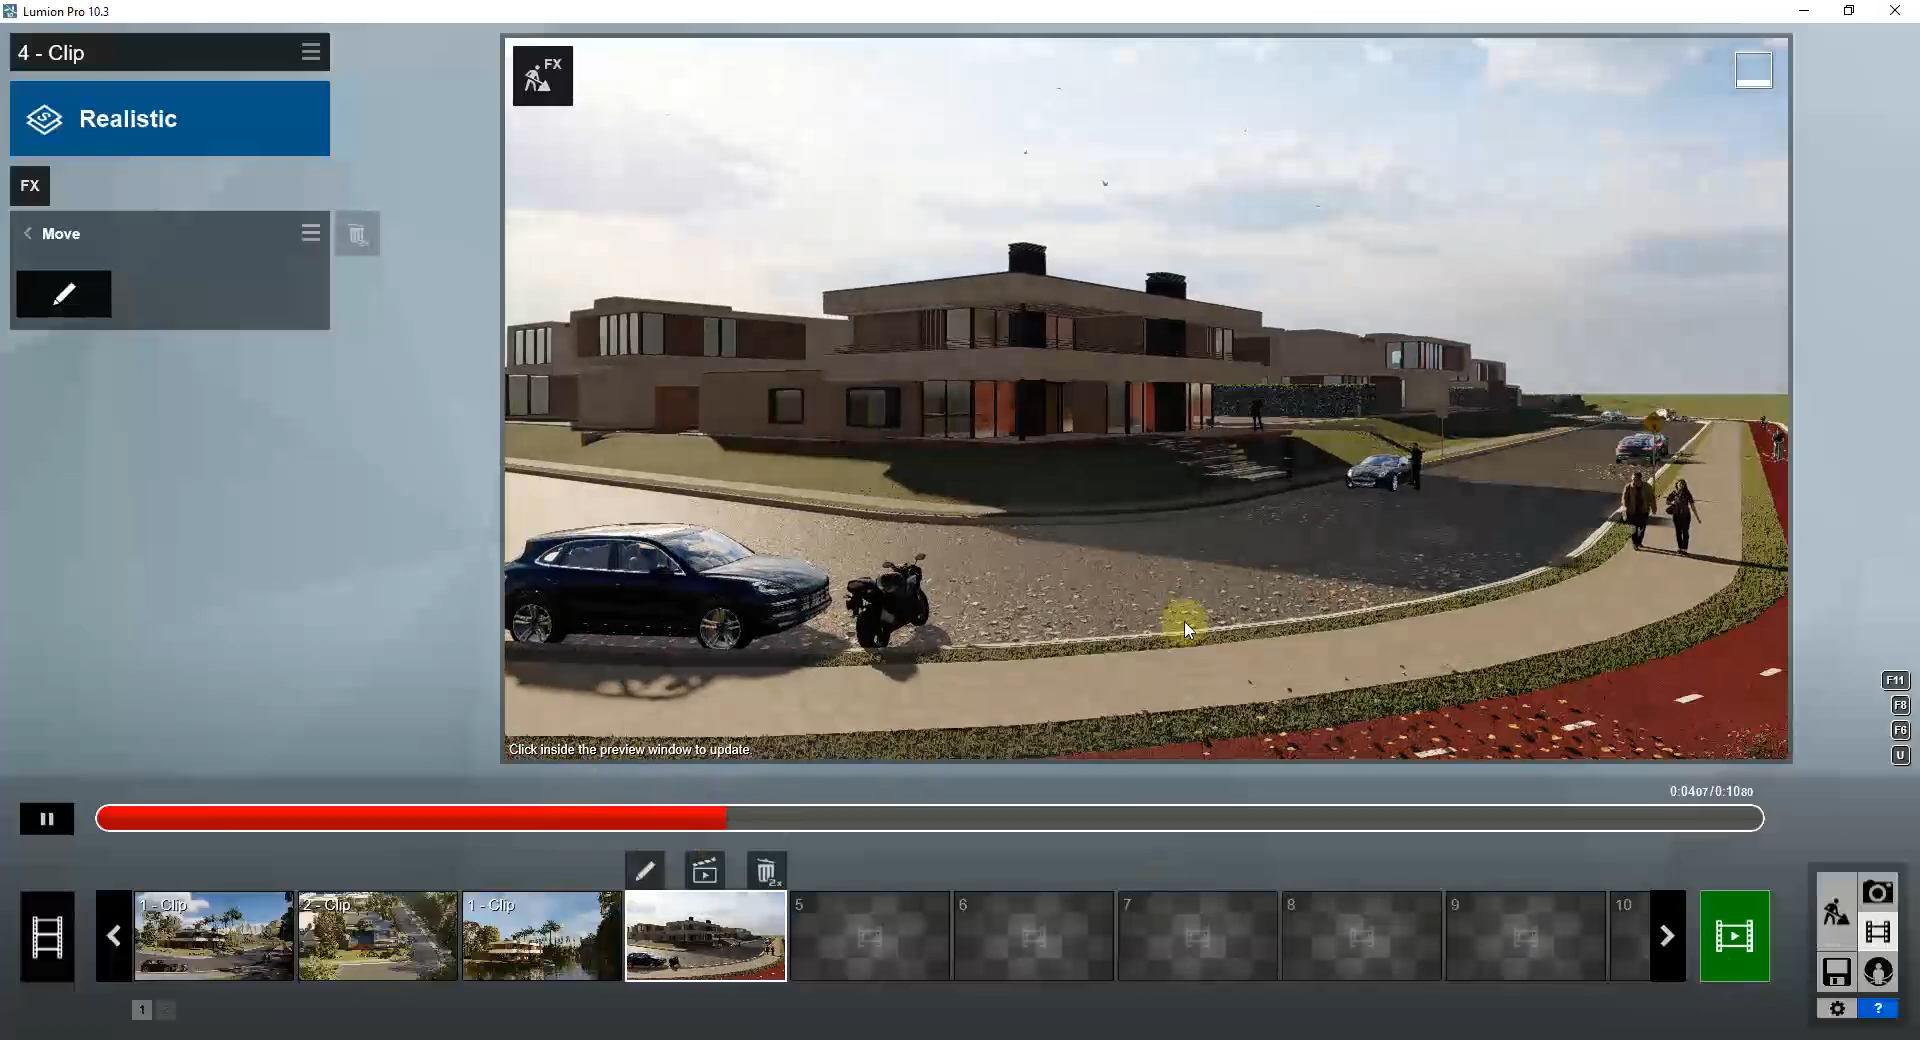 Lumion Pro 10.3
4 - Clip
Realistic
FX
Move
FX
Click inside the preview window to update.
F11
F8
F6
U
0:0407/0:1080
1 - Clip
2 - Clip
1 - Clip
5
6
7
8
9
10
2x
1
?